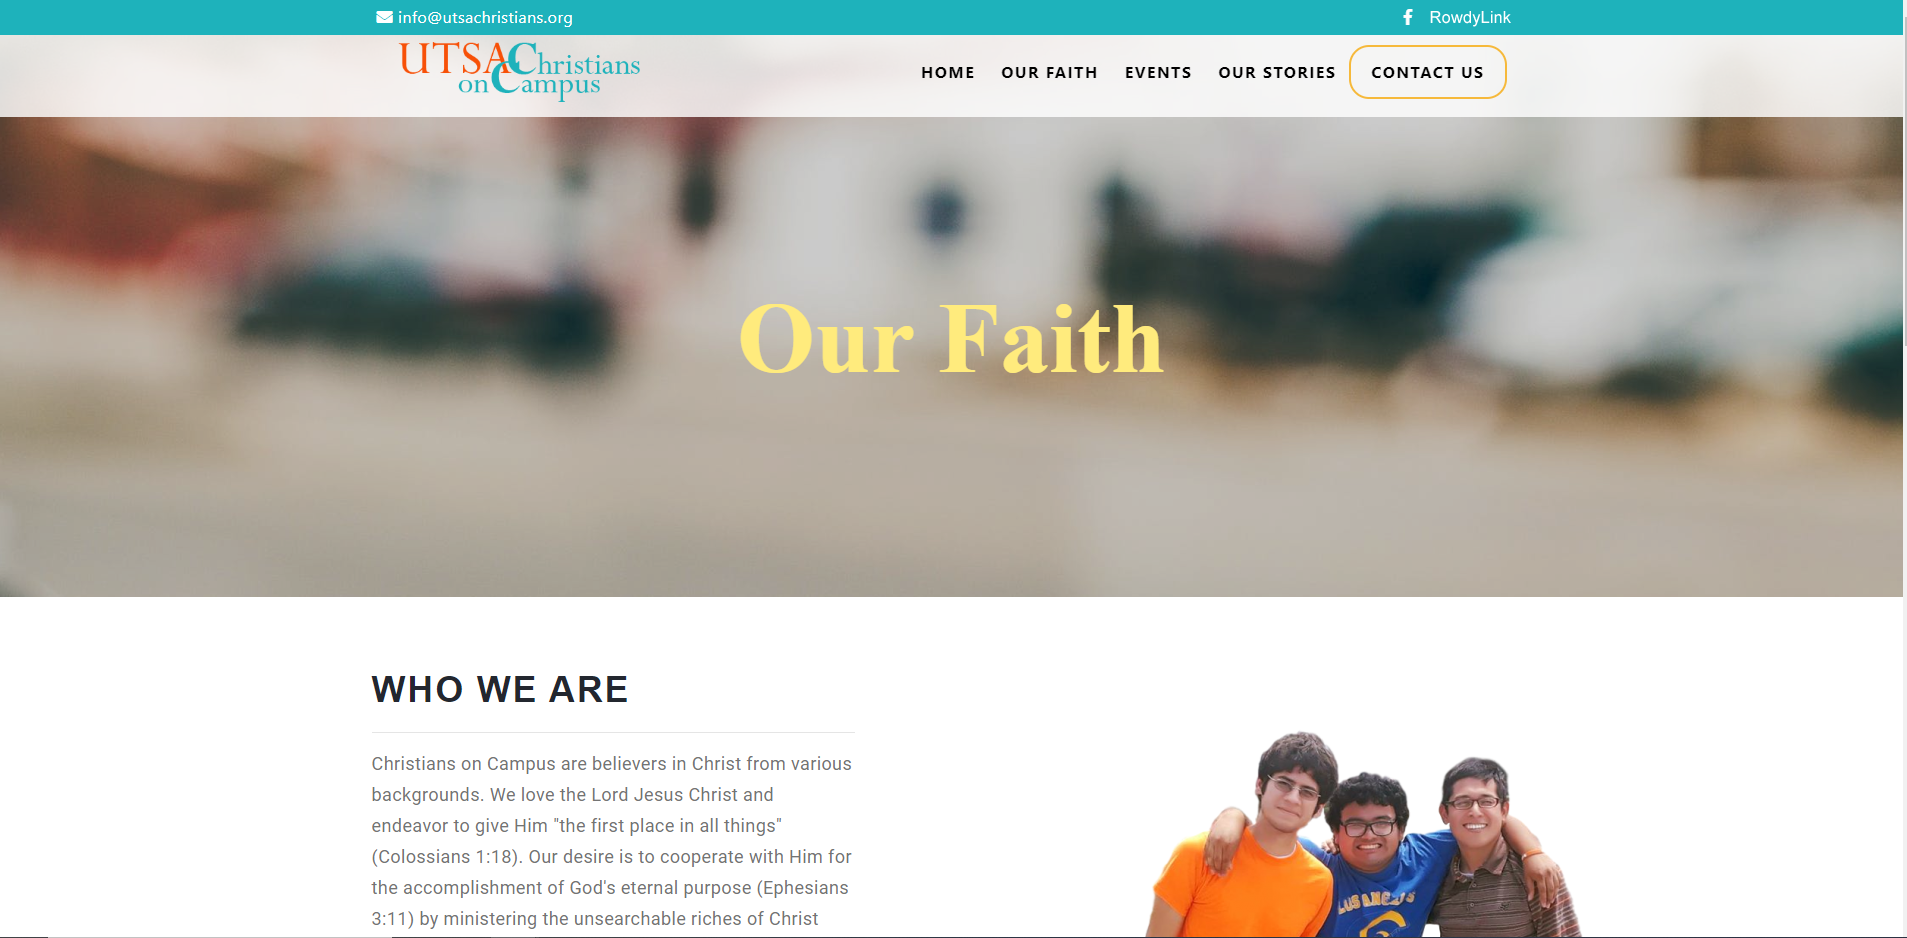 info@utsachristians.org
RowdyLink
UTSA Christians
on Campus
HOME
OUR FAITH
EVENTS
OUR STORIES
CONTACT US
Our Faith
WHO WE ARE
Christians on Campus are believers in Christ from various
backgrounds. We love the Lord Jesus Christ and
endeavor to give Him "the first place in all things"
(Colossians 1:18). Our desire is to cooperate with Him for
the accomplishment of God's eternal purpose (Ephesians
3:11) by ministering the unsearchable riches of Christ
LOS ANGELES